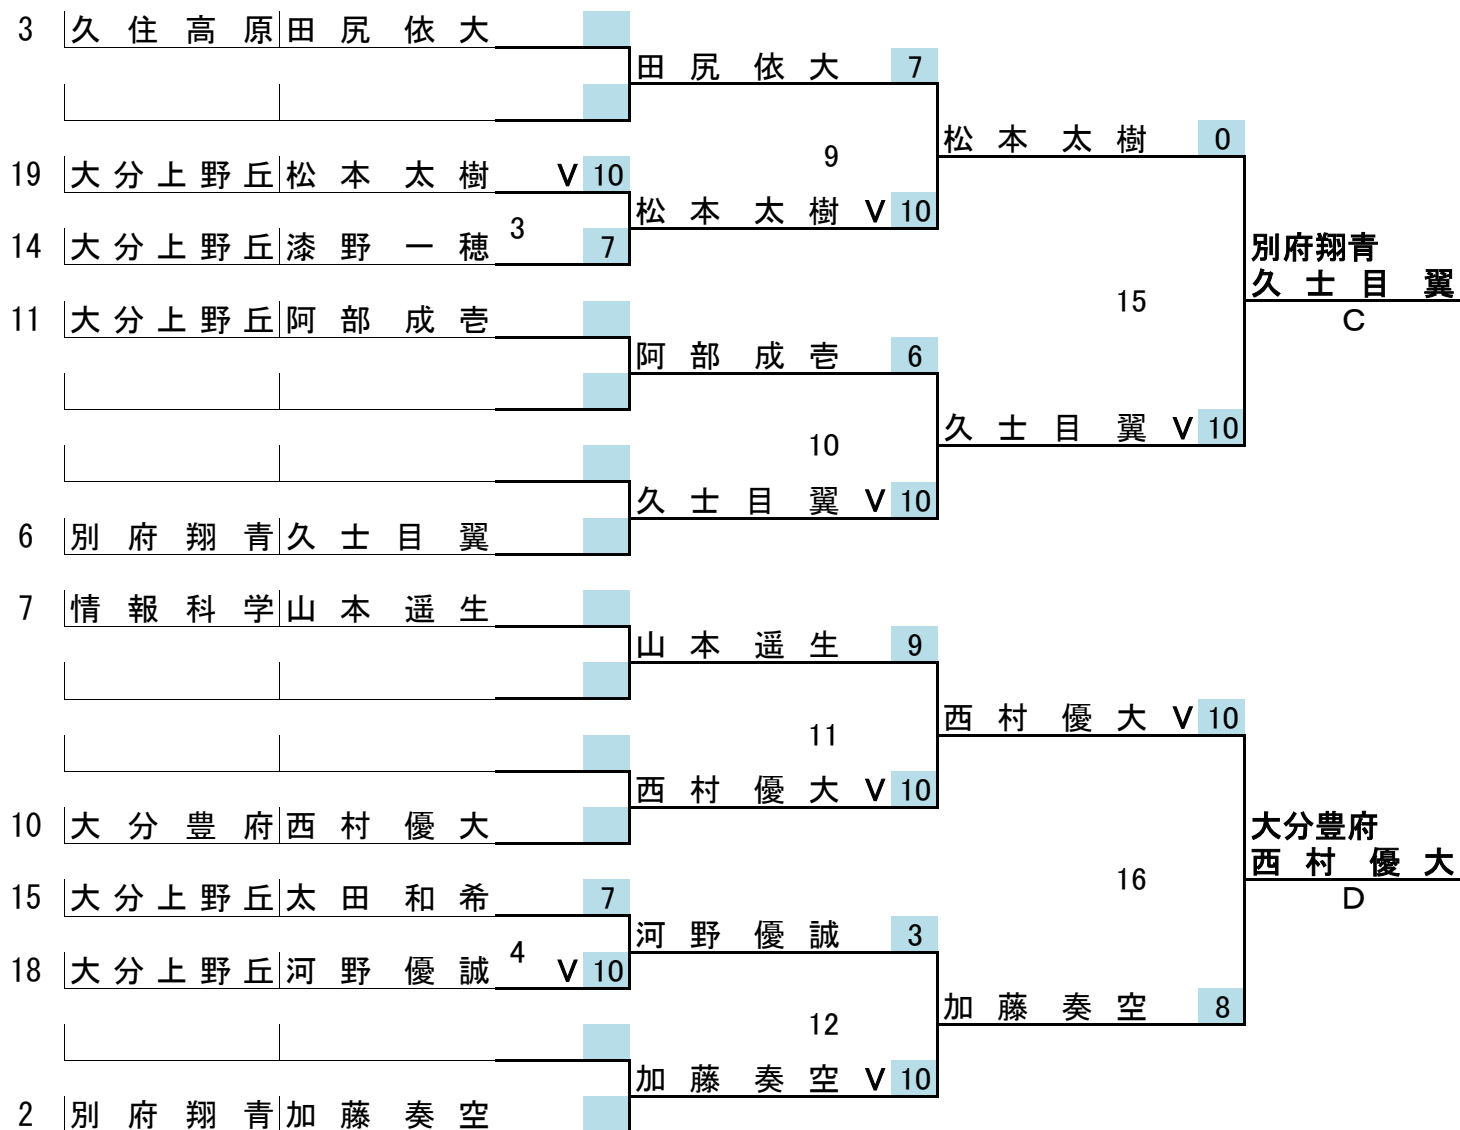 3 久住高原 田尻依大
田尻依大 7
松本太樹 0
9
19 大分上野丘 松本太樹 V 10
松本太樹 V 10
3
14 大分上野丘 漆野一穂 7
別府翔青
久士目翼
C
15
11 大分上野丘 阿部成壱
阿部成壱 6
久士目翼 V 10
10
久士目翼 V 10
6 別府翔青 久士目翼
7 情報科学 山本遥生
山本遥生 9
西村優大 V 10
11
西村優大 V 10
10 大分豊府 西村優大
大分豊府
西村優大
D
16
15 大分上野丘 太田和希 7
河野優誠 3
4
18 大分上野丘 河野優誠 V 10
加藤奏空 8
12
加藤奏空 V 10
2 別府翔青 加藤奏空